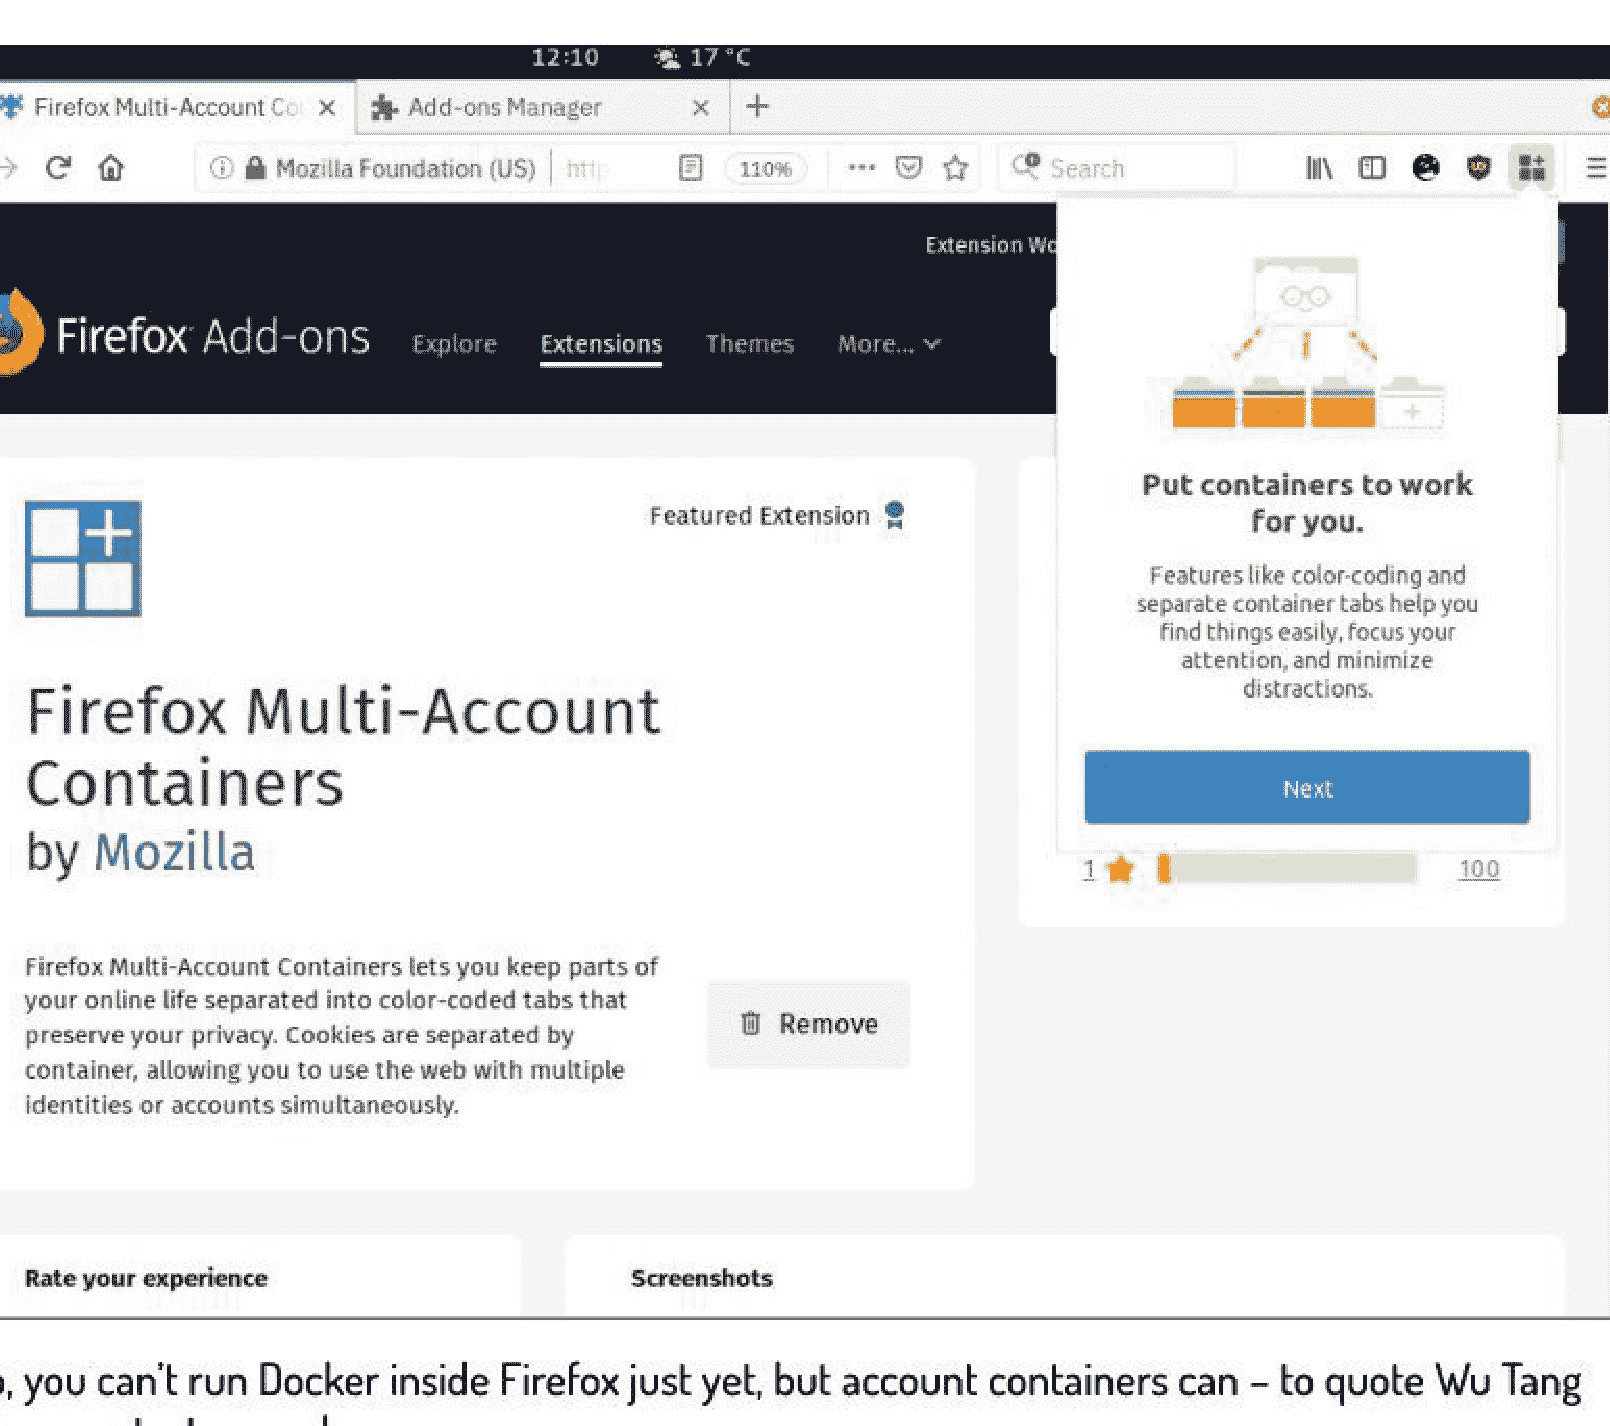 12:10 17 °C
Firefox Multi-Account Co
Add-ons Manager
Mozilla Foundation (US) http 110% Search
Extension Wo
Firefox Add-ons Explore Extensions Themes More...
Put containers to work
for you.
Features like color-coding and
separate container tabs help you
find things easily, focus your
attention, and minimize
distractions.
Next
1 100
Featured Extension
Firefox Multi-Account
Containers
by Mozilla
Firefox Multi-Account Containers lets you keep parts of
your online life separated into color-coded tabs that
preserve your privacy. Cookies are separated by
container, allowing you to use the web with multiple
identities or accounts simultaneously.
Remove
Rate your experience
Screenshots
, you can't run Docker inside Firefox just yet, but account containers can – to quote Wu Tang